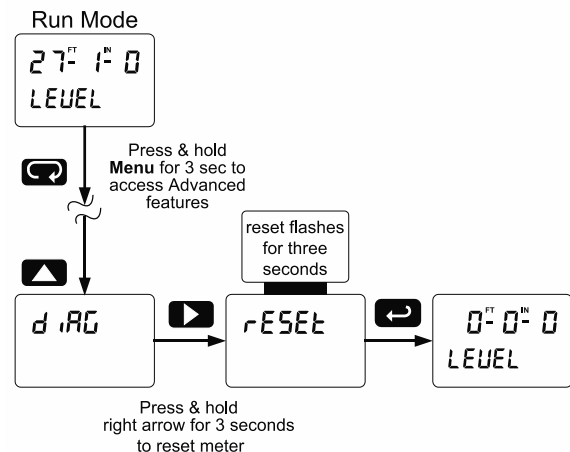 Run Mode
27-FT 1-IN 0
LEVEL
Press & hold
Menu for 3 sec to
access Advanced
features
reset flashes
for three
seconds
diAG
rESEt
0-FT 0-IN 0
LEVEL
Press & hold
right arrow for 3 seconds
to reset meter